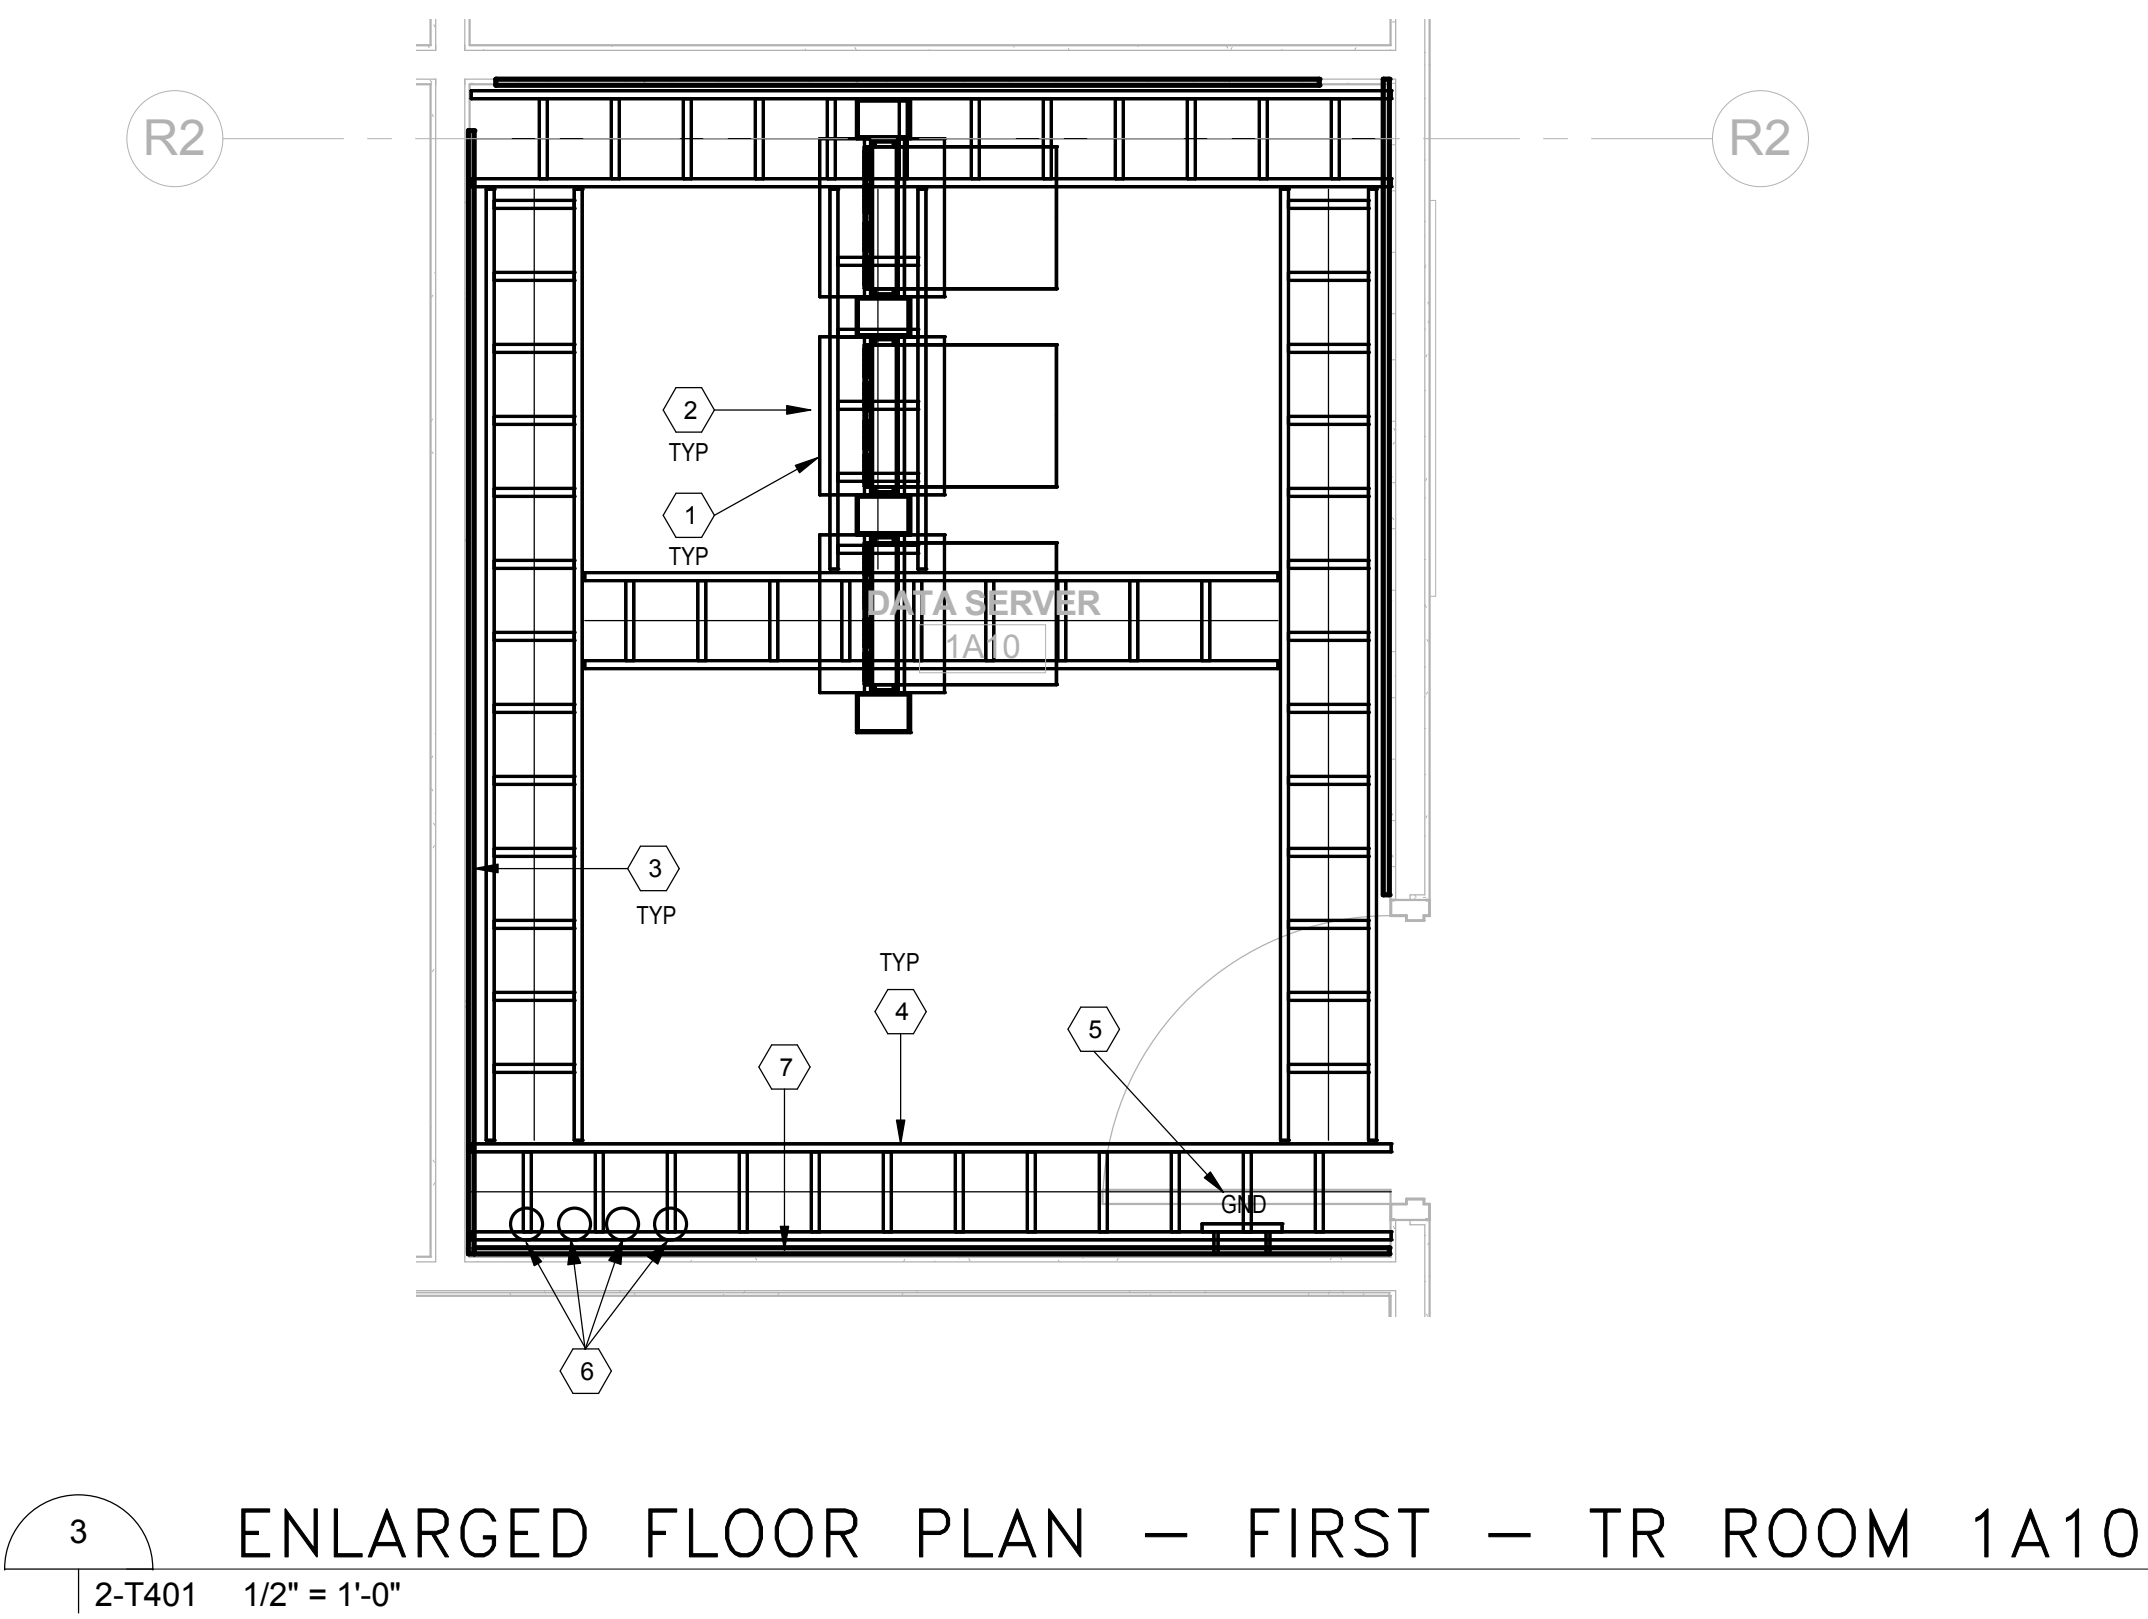 R2
R2
2
TYP
1
TYP
DATA SERVER
1A10
3
TYP
TYP
4
5
7
GND
6
3
ENLARGED FLOOR PLAN - FIRST - TR ROOM 1A10
2-T401 1/2" = 1'-0"